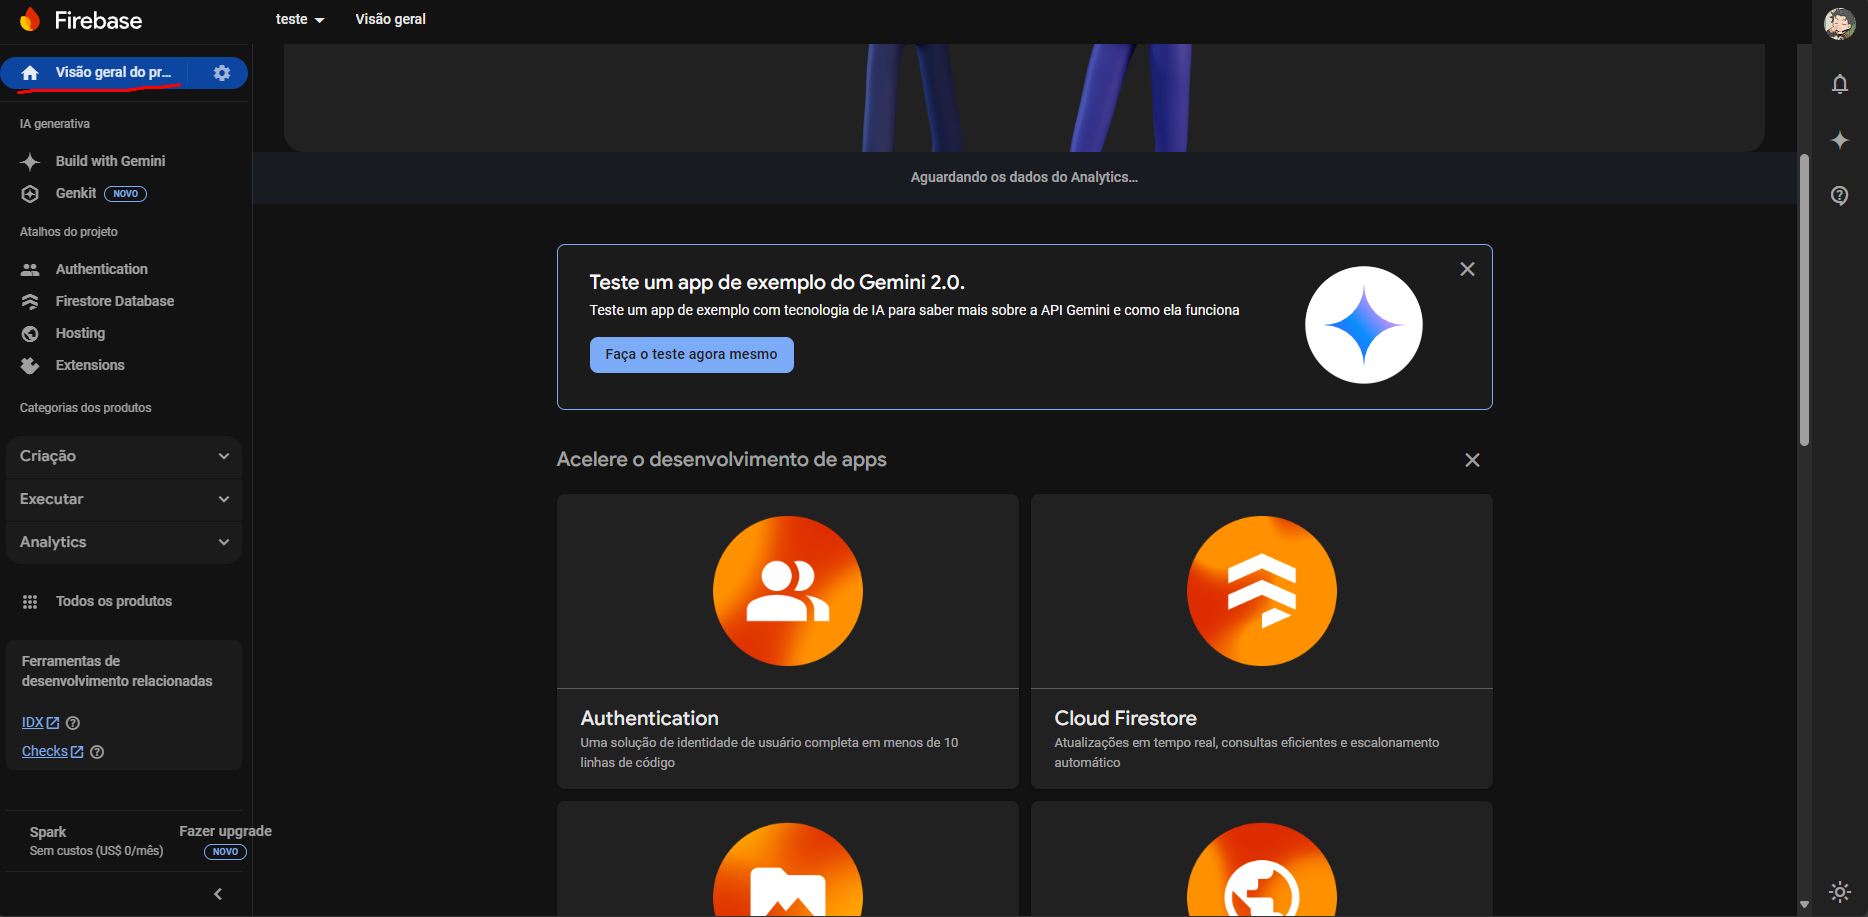 Firebase
teste
Visão geral
Visão geral do pr...
IA generativa
Build with Gemini
Genkit NOVO
Atalhos do projeto
Authentication
Firestore Database
Hosting
Extensions
Categorias dos produtos
Criação
Executar
Analytics
Todos os produtos
Ferramentas de
desenvolvimento relacionadas
IDX
Checks
Spark
Sem custos (US$ 0/mês)
Fazer upgrade
NOVO
Aguardando os dados do Analytics...
Teste um app de exemplo do Gemini 2.0.
Teste um app de exemplo com tecnologia de IA para saber mais sobre a API Gemini e como ela funciona
Faça o teste agora mesmo
Acelere o desenvolvimento de apps
Authentication
Uma solução de identidade de usuário completa em menos de 10
linhas de código
Cloud Firestore
Atualizações em tempo real, consultas eficientes e escalonamento
automático